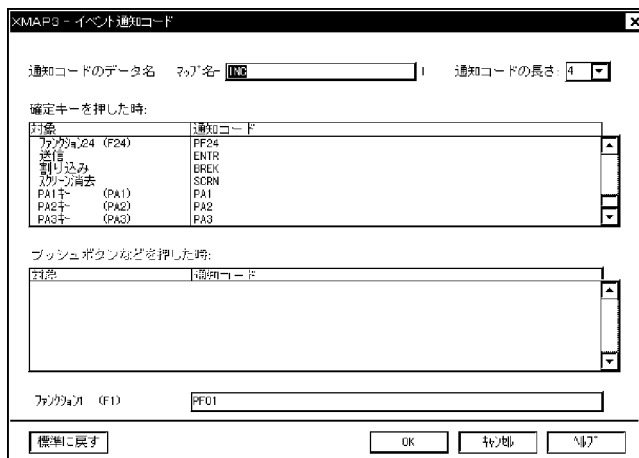 XMAP3 - イベント通知コード
通知コードのデータ名 マップ名- INC I 通知コードの長さ: 4
確定キーを押した時:
対象 通知コード
ファンクション24 (F24) PF24
送信 ENTR
割り込み BREK
スクリーン消去 SCRN
PA1キー (PA1) PA1
PA2キー (PA2) PA2
PA3キー (PA3) PA3
プッシュボタンなどを押した時:
対象 通知コード
ファンクション1 (F1) PF01
標準に戻す OK キャンセル ヘルプ